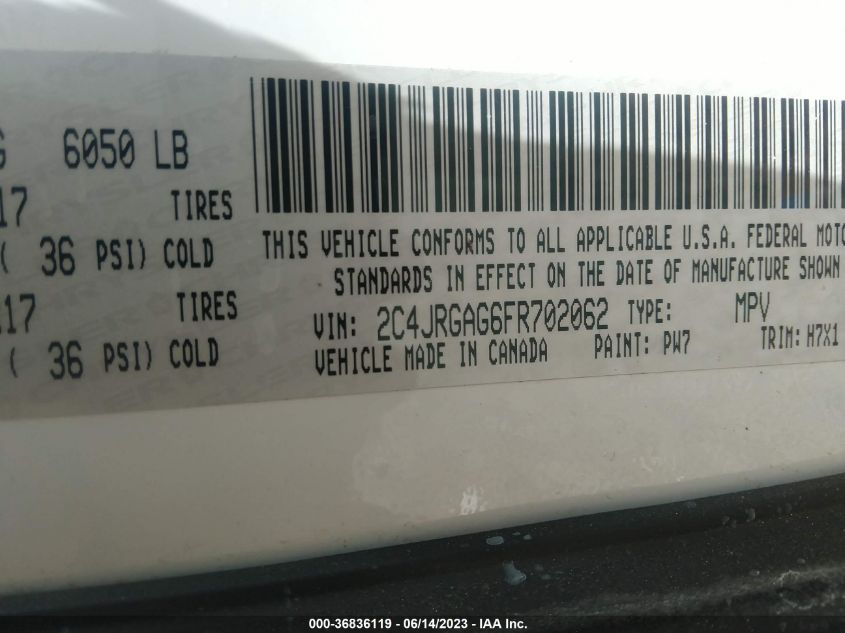 G 6050 LB
17 TIRES
( 36 PSI) COLD
17 TIRES
( 36 PSI) COLD
THIS VEHICLE CONFORMS TO ALL APPLICABLE U.S.A. FEDERAL MOTO
STANDARDS IN EFFECT ON THE DATE OF MANUFACTURE SHOWN
VIN: 2C4JRGAG6FR702062 TYPE: MPV
VEHICLE MADE IN CANADA PAINT: PW7 TRIM: H7X1
000-36836119 - 06/14/2023 - IAA Inc.